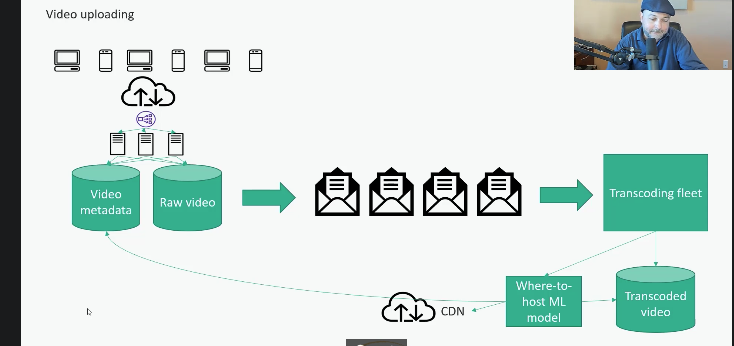 Video uploading
Video
metadata
Raw video
Transcoding fleet
Where-to-
host ML
model
CDN
Transcoded
video